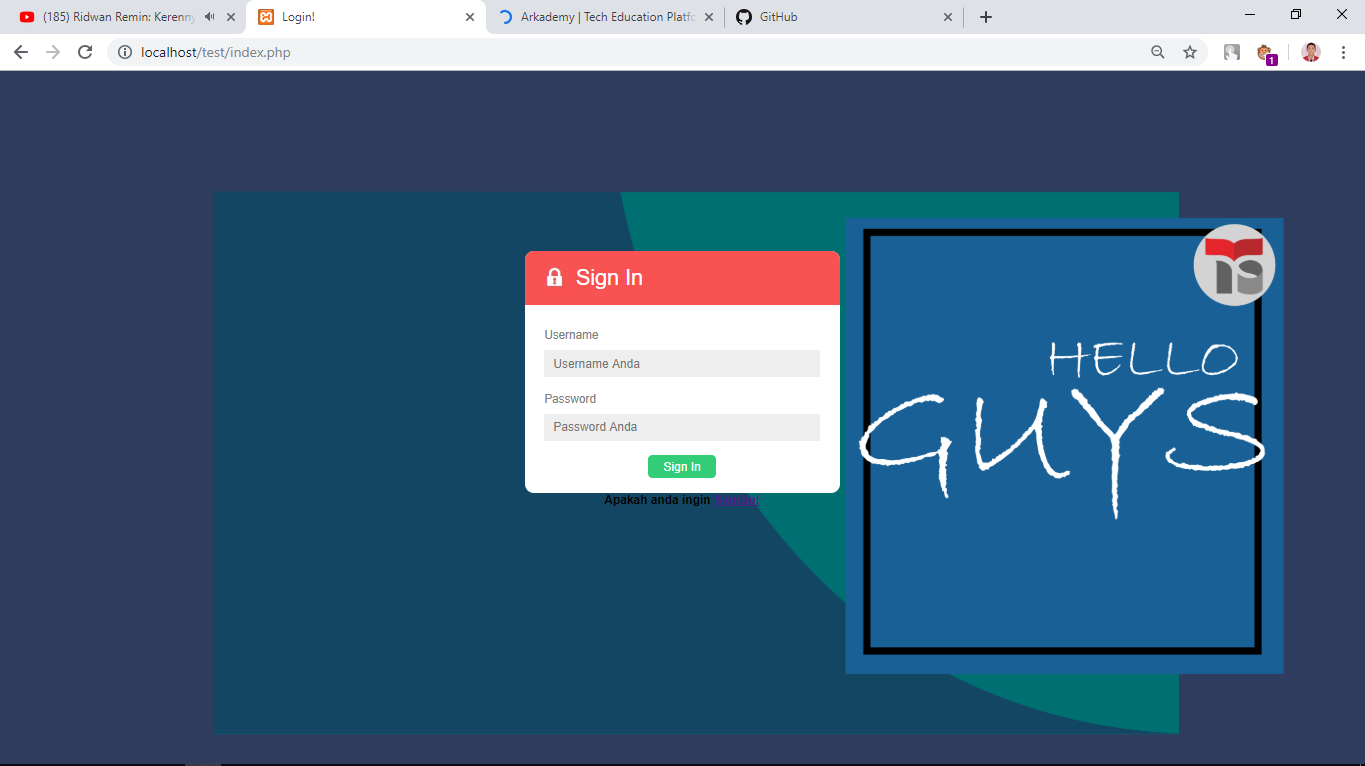 (185) Ridwan Remin: Kerenny
Login!
Arkademy | Tech Education Platfo
GitHub
localhost/test/index.php
1
Sign In
Username
Username Anda
Password
Password Anda
Sign In
Apakah anda ingin
HELLO
GUYS